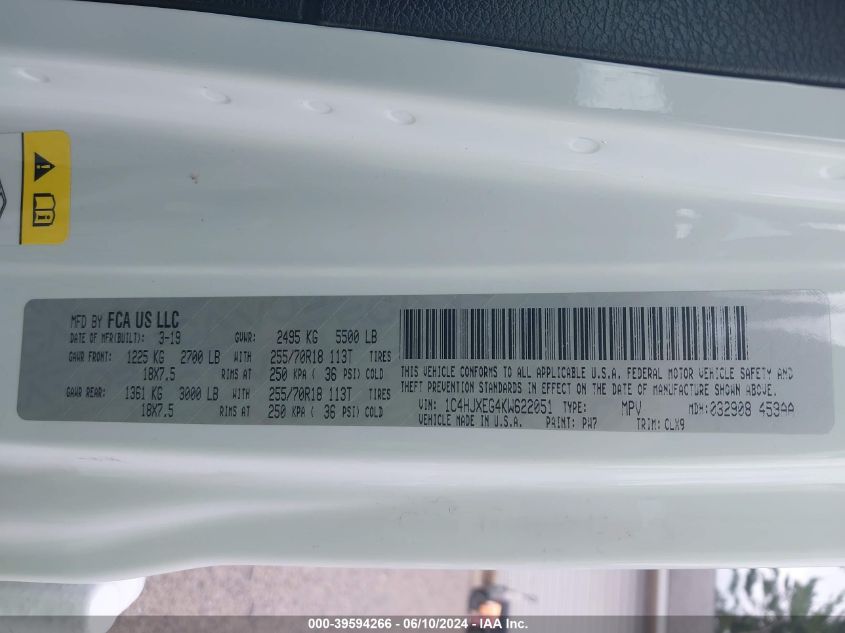 MFD BY FCA US LLC
DATE OF MFR(BUILT): 3-19 GVWR: 2495 KG 5500 LB
GAWR FRONT: 1225 KG 2700 LB WITH 255/70R18 113T TIRES
18X7.5 RIMS AT 250 KPA ( 36 PSI) COLD
GAWR REAR: 1361 KG 3000 LB WITH 255/70R18 113T TIRES
18X7.5 RIMS AT 250 KPA ( 36 PSI) COLD
THIS VEHICLE CONFORMS TO ALL APPLICABLE U.S.A. FEDERAL MOTOR VEHICLE SAFETY AND
THEFT PREVENTION STANDARDS IN EFFECT ON THE DATE OF MANUFACTURE SHOWN ABOVE.
VIN: 1C4HJXEG4KW622051 TYPE: MPV MDH: 032908 453AA
VEHICLE MADE IN U.S.A. PAINT: PW7 TRIM: CLX9
000-39594266 - 06/10/2024 - IAA Inc.